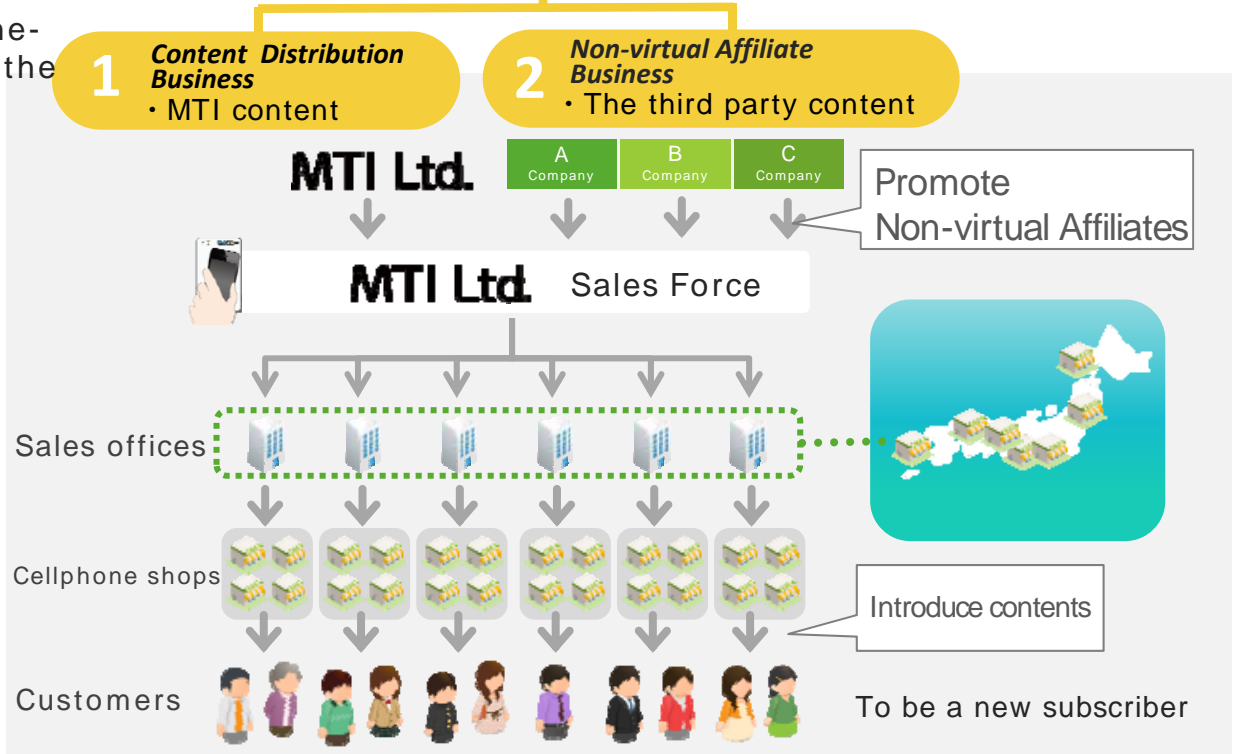 ne-
the
1
Content Distribution
Business
・MTI content
2
Non-virtual Affiliate
Business
・The third party content
MTI Ltd.
A
Company
B
Company
C
Company
Promote
Non-virtual Affiliates
MTI Ltd. Sales Force
Sales offices
Cellphone shops
Introduce contents
Customers
To be a new subscriber